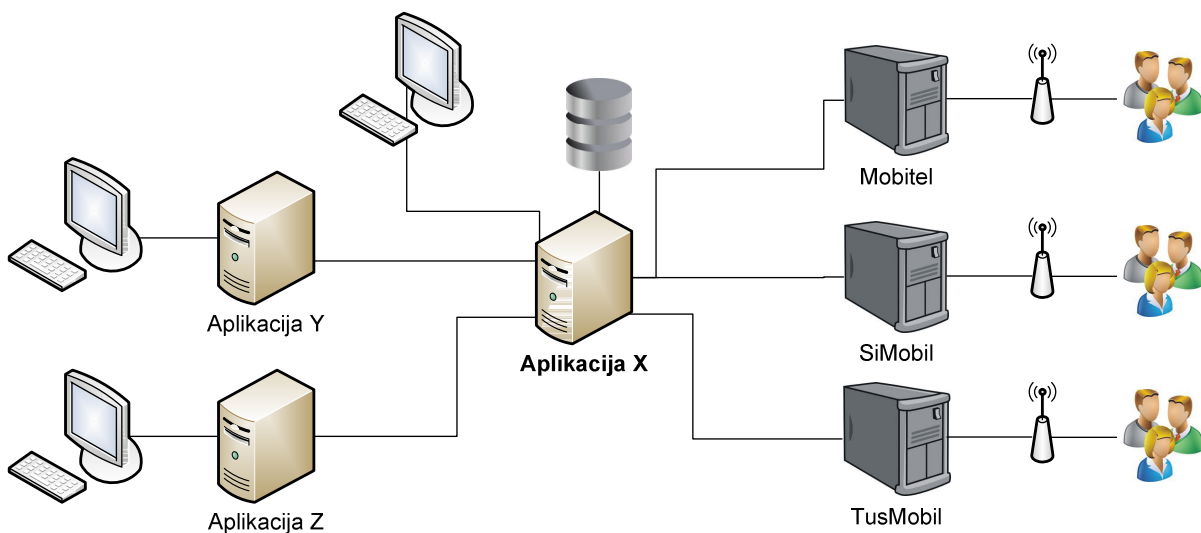 Mobitel
Aplikacija Y
SiMobil
Aplikacija X
Aplikacija Z
TusMobil